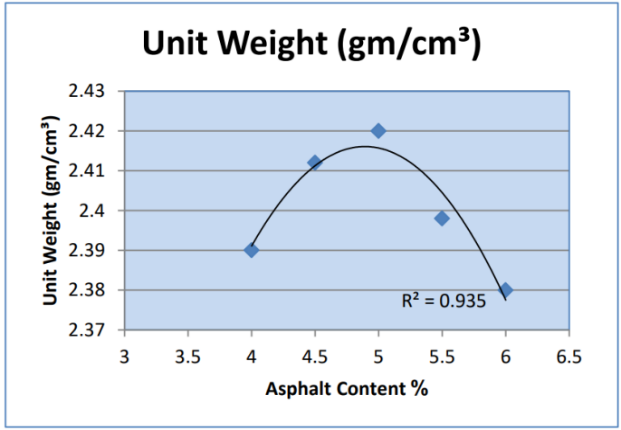 Unit Weight (gm/cm³)
2.43
2.42
2.41
2.4
2.39
2.38
2.37
Unit Weight (gm/cm³)
R² = 0.935
3 3.5 4 4.5 5 5.5 6 6.5
Asphalt Content %